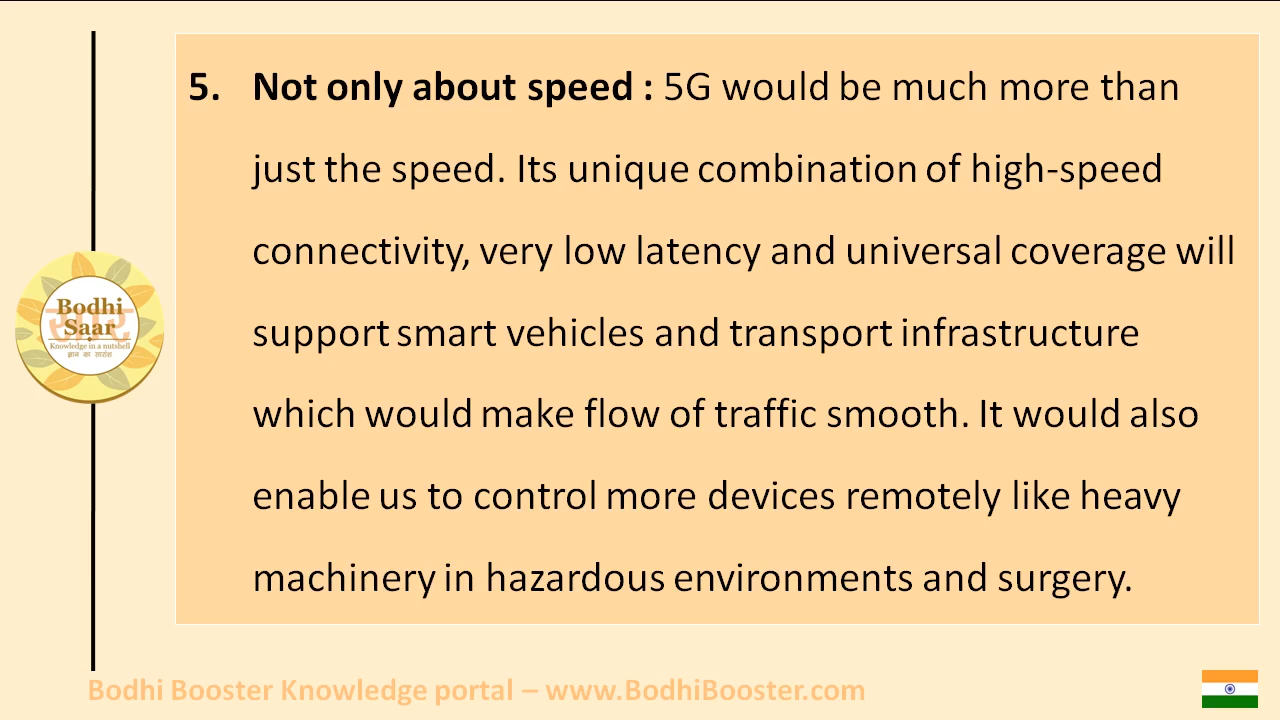 5. Not only about speed : 5G would be much more than
just the speed. Its unique combination of high-speed
connectivity, very low latency and universal coverage will
support smart vehicles and transport infrastructure
which would make flow of traffic smooth. It would also
enable us to control more devices remotely like heavy
machinery in hazardous environments and surgery.
सार
Bodhi
Saar
Knowledge in a nutshell
ज्ञान का सारांश
Bodhi Booster Knowledge portal – www.BodhiBooster.com